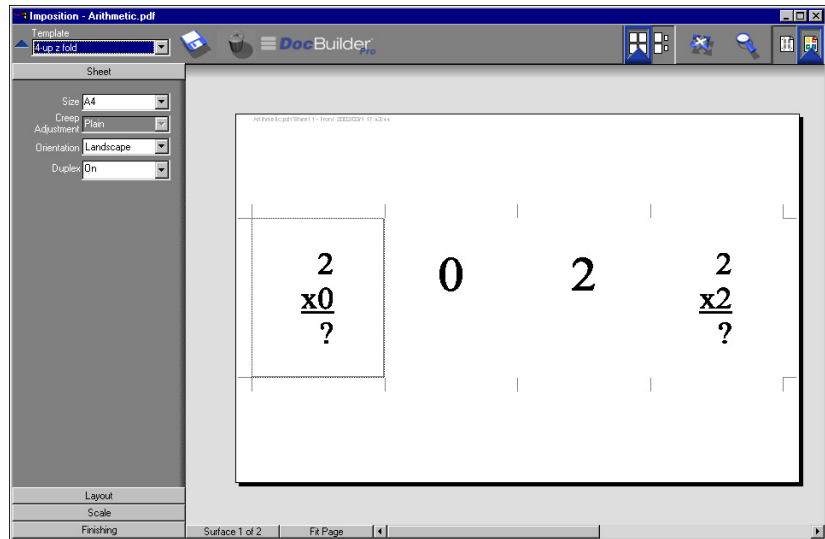 Imposition - Arithmetic.pdf
Template
4-up z fold
DocBuilder Pro
Sheet
Size A4
Creep Adjustment Plain
Orientation Landscape
Duplex On
2
x0
?
0
2
2
x2
?
Layout
Scale
Finishing
Surface 1 of 2
Fit Page